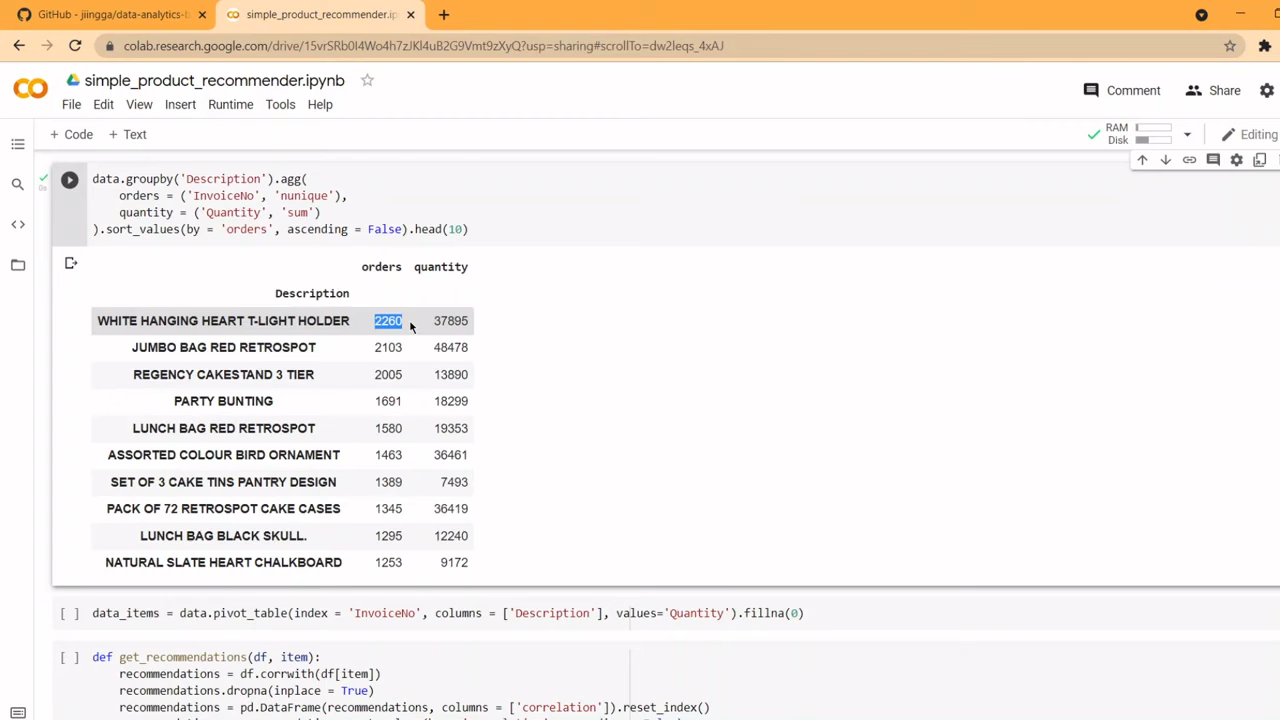 GitHub - jiingga/data-analytics-b
simple_product_recommender.ip
colab.research.google.com/drive/15vrSRb0I4Wo4h7zJKl4uB2G9Vmt9zXyQ?usp=sharing#scrollTo=dw2leqs_4xAJ
simple_product_recommender.ipynb
File Edit View Insert Runtime Tools Help
Comment Share
+ Code + Text
RAM
Disk
Editing
data.groupby('Description').agg(
orders = ('InvoiceNo', 'nunique'),
quantity = ('Quantity', 'sum')
).sort_values(by = 'orders', ascending = False).head(10)
0s
orders quantity
Description
WHITE HANGING HEART T-LIGHT HOLDER 2260 37895
JUMBO BAG RED RETROSPOT 2103 48478
REGENCY CAKESTAND 3 TIER 2005 13890
PARTY BUNTING 1691 18299
LUNCH BAG RED RETROSPOT 1580 19353
ASSORTED COLOUR BIRD ORNAMENT 1463 36461
SET OF 3 CAKE TINS PANTRY DESIGN 1389 7493
PACK OF 72 RETROSPOT CAKE CASES 1345 36419
LUNCH BAG BLACK SKULL. 1295 12240
NATURAL SLATE HEART CHALKBOARD 1253 9172
[ ] data_items = data.pivot_table(index = 'InvoiceNo', columns = ['Description'], values='Quantity').fillna(0)
[ ] def get_recommendations(df, item):
recommendations = df.corrwith(df[item])
recommendations.dropna(inplace = True)
recommendations = pd.DataFrame(recommendations, columns = ['correlation']).reset_index()